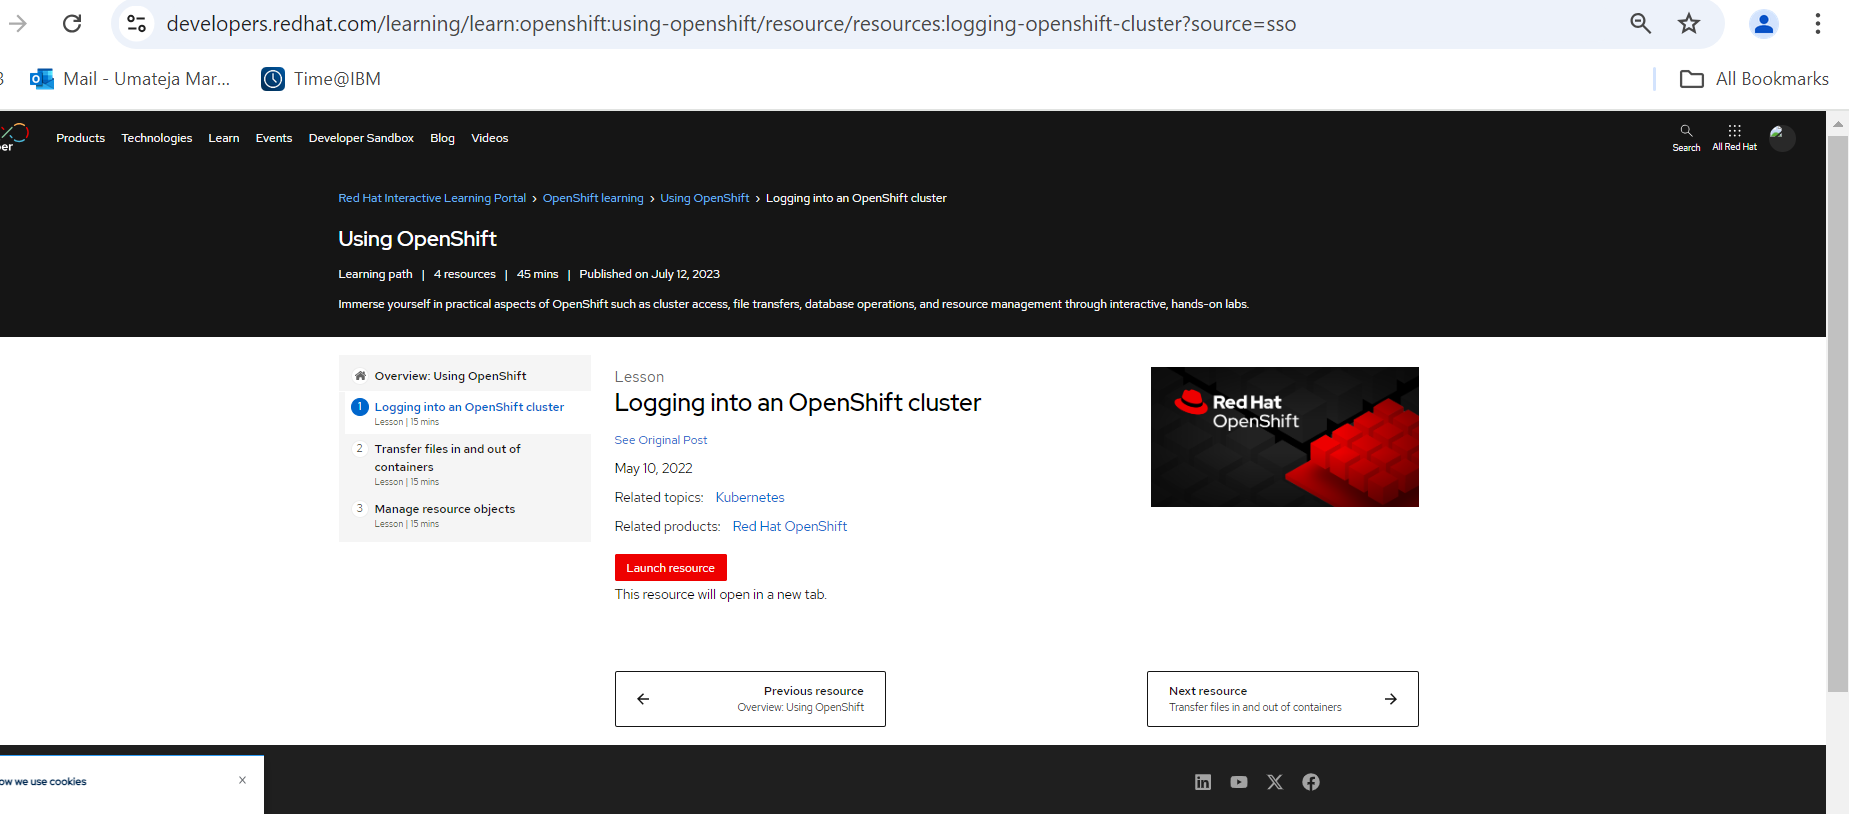 developers.redhat.com/learning/learn:openshift:using-openshift/resource/resources:logging-openshift-cluster?source=sso
Mail - Umateja Mar...
Time@IBM
All Bookmarks
Products
Technologies
Learn
Events
Developer Sandbox
Blog
Videos
Search
All Red Hat
Red Hat Interactive Learning Portal › OpenShift learning › Using OpenShift › Logging into an OpenShift cluster
Using OpenShift
Learning path | 4 resources | 45 mins | Published on July 12, 2023
Immerse yourself in practical aspects of OpenShift such as cluster access, file transfers, database operations, and resource management through interactive, hands-on labs.
Overview: Using OpenShift
1 Logging into an OpenShift cluster
Lesson | 15 mins
2 Transfer files in and out of
containers
Lesson | 15 mins
3 Manage resource objects
Lesson | 15 mins
Lesson
Logging into an OpenShift cluster
See Original Post
May 10, 2022
Related topics: Kubernetes
Related products: Red Hat OpenShift
Launch resource
This resource will open in a new tab.
Red Hat
OpenShift
Previous resource
Overview: Using OpenShift
Next resource
Transfer files in and out of containers
we use cookies